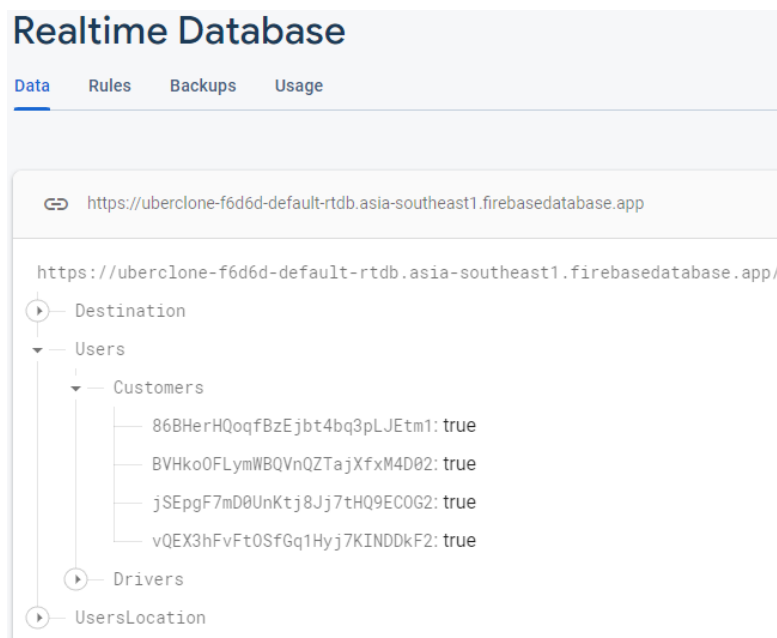 Realtime Database
Data Rules Backups Usage
https://uberclone-f6d6d-default-rtdb.asia-southeast1.firebasedatabase.app
https://uberclone-f6d6d-default-rtdb.asia-southeast1.firebasedatabase.app/
Destination
Users
Customers
86BHerHQoqfBzEjbt4bq3pLJEtm1: true
BVHkoOFLymWBQVnQZTajXfxM4D02: true
jSEpgF7mD0UnKtj8Jj7tHQ9ECOG2: true
vQEX3hFvFtOSfGq1Hyj7KINDDkF2: true
Drivers
UsersLocation